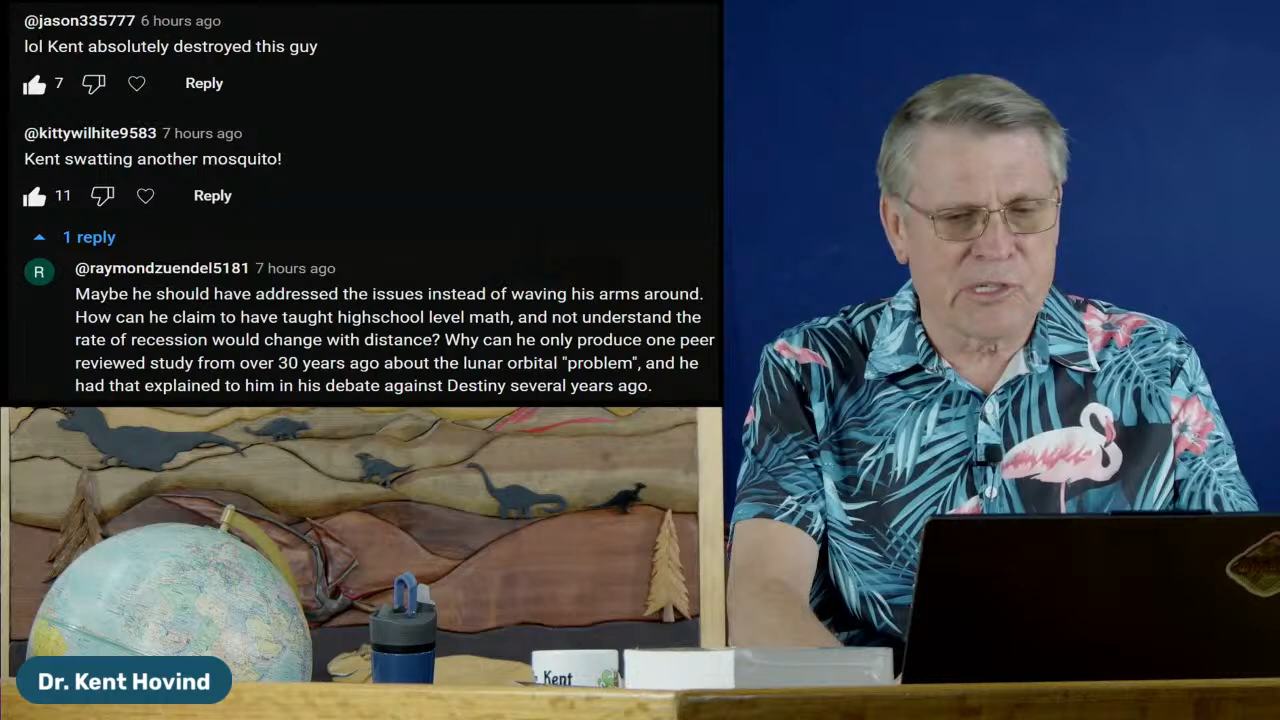 @jason335777 6 hours ago
lol Kent absolutely destroyed this guy
7 Reply
@kittywilhite9583 7 hours ago
Kent swatting another mosquito!
11 Reply
1 reply
R @raymondzuendel5181 7 hours ago
Maybe he should have addressed the issues instead of waving his arms around.
How can he claim to have taught highschool level math, and not understand the
rate of recession would change with distance? Why can he only produce one peer
reviewed study from over 30 years ago about the lunar orbital "problem", and he
had that explained to him in his debate against Destiny several years ago.
Kent
Dr. Kent Hovind